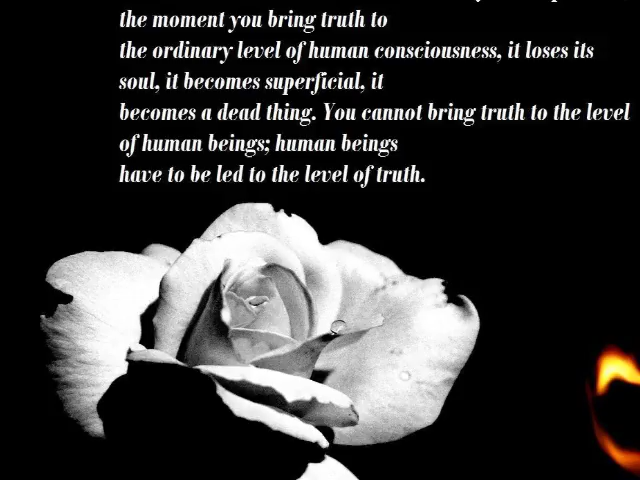 the moment you bring truth to
the ordinary level of human consciousness, it loses its
soul, it becomes superficial, it
becomes a dead thing. You cannot bring truth to the level
of human beings; human beings
have to be led to the level of truth.